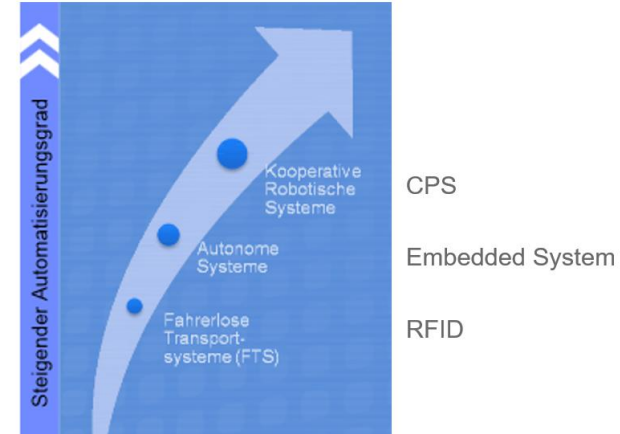 Steigender Automatisierungsgrad
Kooperative
Robotische
Systeme
CPS
Autonome
Systeme
Embedded System
Fahrerlose
Transport-
systeme (FTS)
RFID